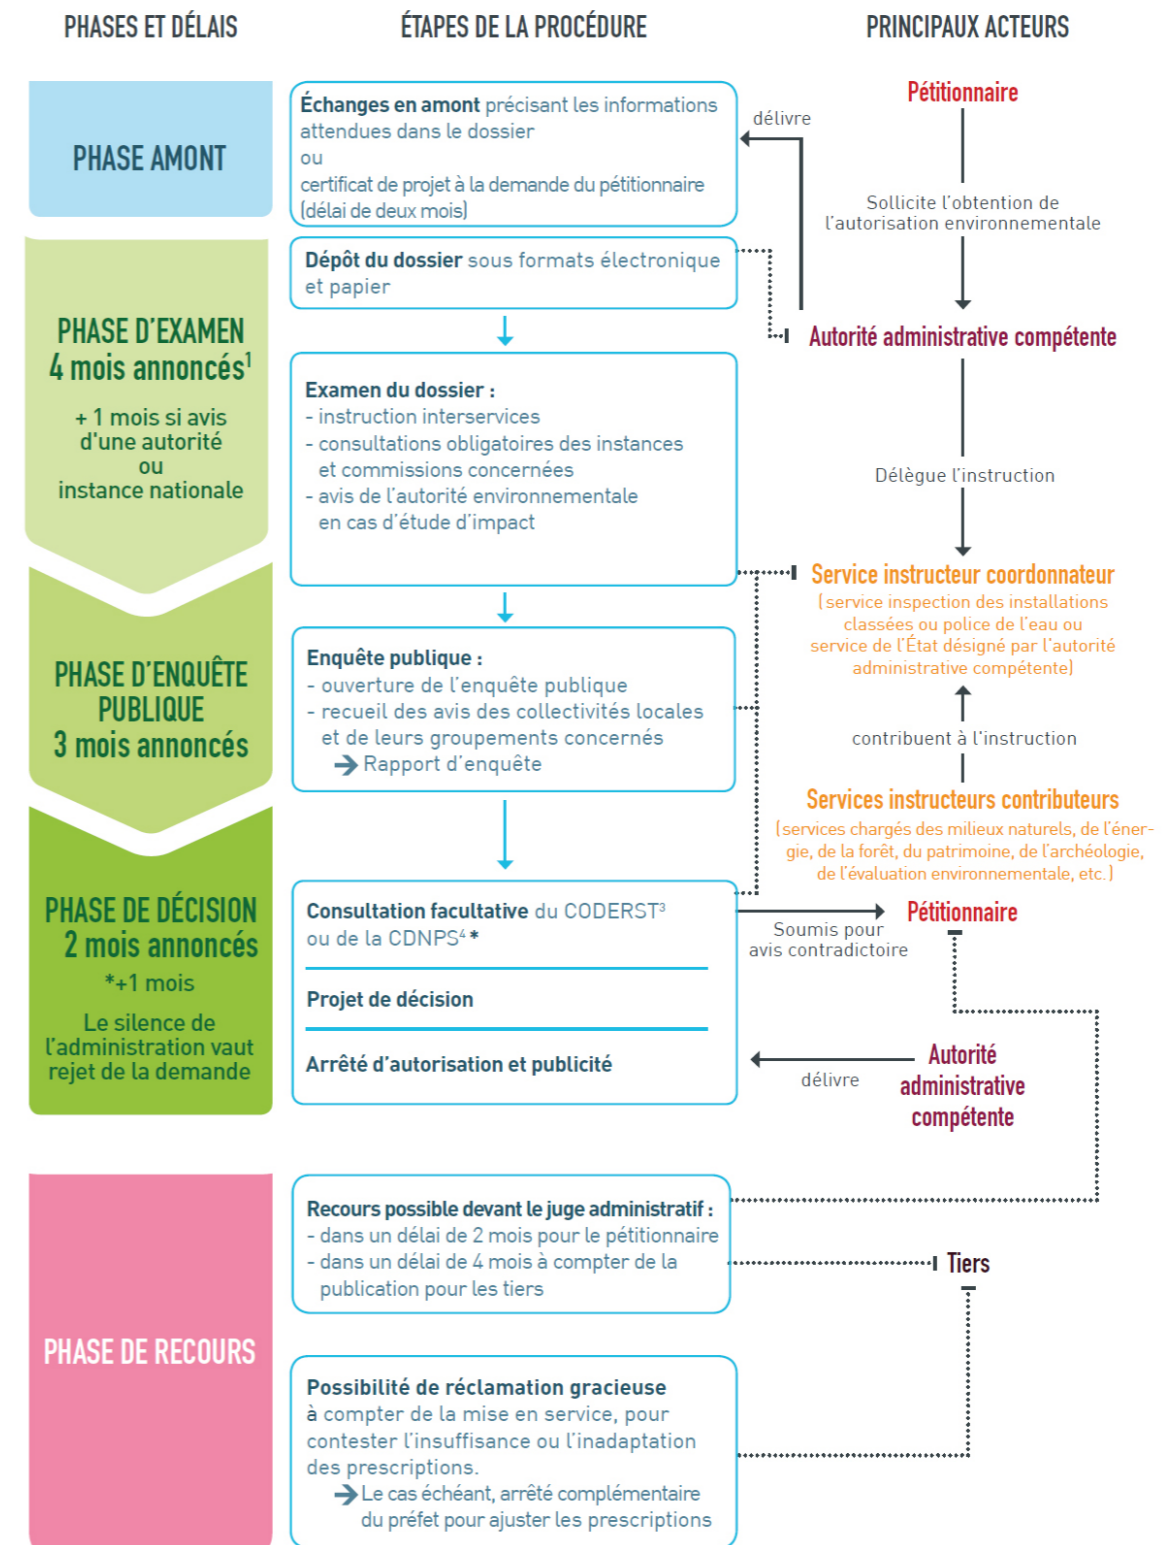 PHASES ET DÉLAIS
ÉTAPES DE LA PROCÉDURE
PRINCIPAUX ACTEURS
PHASE AMONT
Échanges en amont précisant les informations
attendues dans le dossier
ou
certificat de projet à la demande du pétitionnaire
(délai de deux mois)
délivre
Pétitionnaire
Sollicite l'obtention de
l'autorisation environnementale
PHASE D'EXAMEN
4 mois annoncés¹
+ 1 mois si avis
d'une autorité
ou
instance nationale
Dépôt du dossier sous formats électronique
et papier
Autorité administrative compétente
Examen du dossier :
- instruction interservices
- consultations obligatoires des instances
et commissions concernées
- avis de l'autorité environnementale
en cas d'étude d'impact
Délègue l'instruction
Service instructeur coordonnateur
(service inspection des installations
classées ou police de l'eau ou
service de l'État désigné par l'autorité
administrative compétente)
PHASE D'ENQUÊTE
PUBLIQUE
3 mois annoncés
Enquête publique :
- ouverture de l'enquête publique
- recueil des avis des collectivités locales
et de leurs groupements concernés
→ Rapport d'enquête
contribuent à l'instruction
Services instructeurs contributeurs
(services chargés des milieux naturels, de l'éner-
gie, de la forêt, du patrimoine, de l'archéologie,
de l'évaluation environnementale, etc.)
PHASE DE DÉCISION
2 mois annoncés
*+1 mois
Le silence de
l'administration vaut
rejet de la demande
Consultation facultative du CODERST³
ou de la CDNPS⁴ *
Projet de décision
Arrêté d'autorisation et publicité
Soumis pour
avis contradictoire
Pétitionnaire
délivre
Autorité
administrative
compétente
PHASE DE RECOURS
Recours possible devant le juge administratif :
- dans un délai de 2 mois pour le pétitionnaire
- dans un délai de 4 mois à compter de la
publication pour les tiers
Tiers
Possibilité de réclamation gracieuse
à compter de la mise en service, pour
contester l'insuffisance ou l'inadaptation
des prescriptions.
→ Le cas échéant, arrêté complémentaire
du préfet pour ajuster les prescriptions